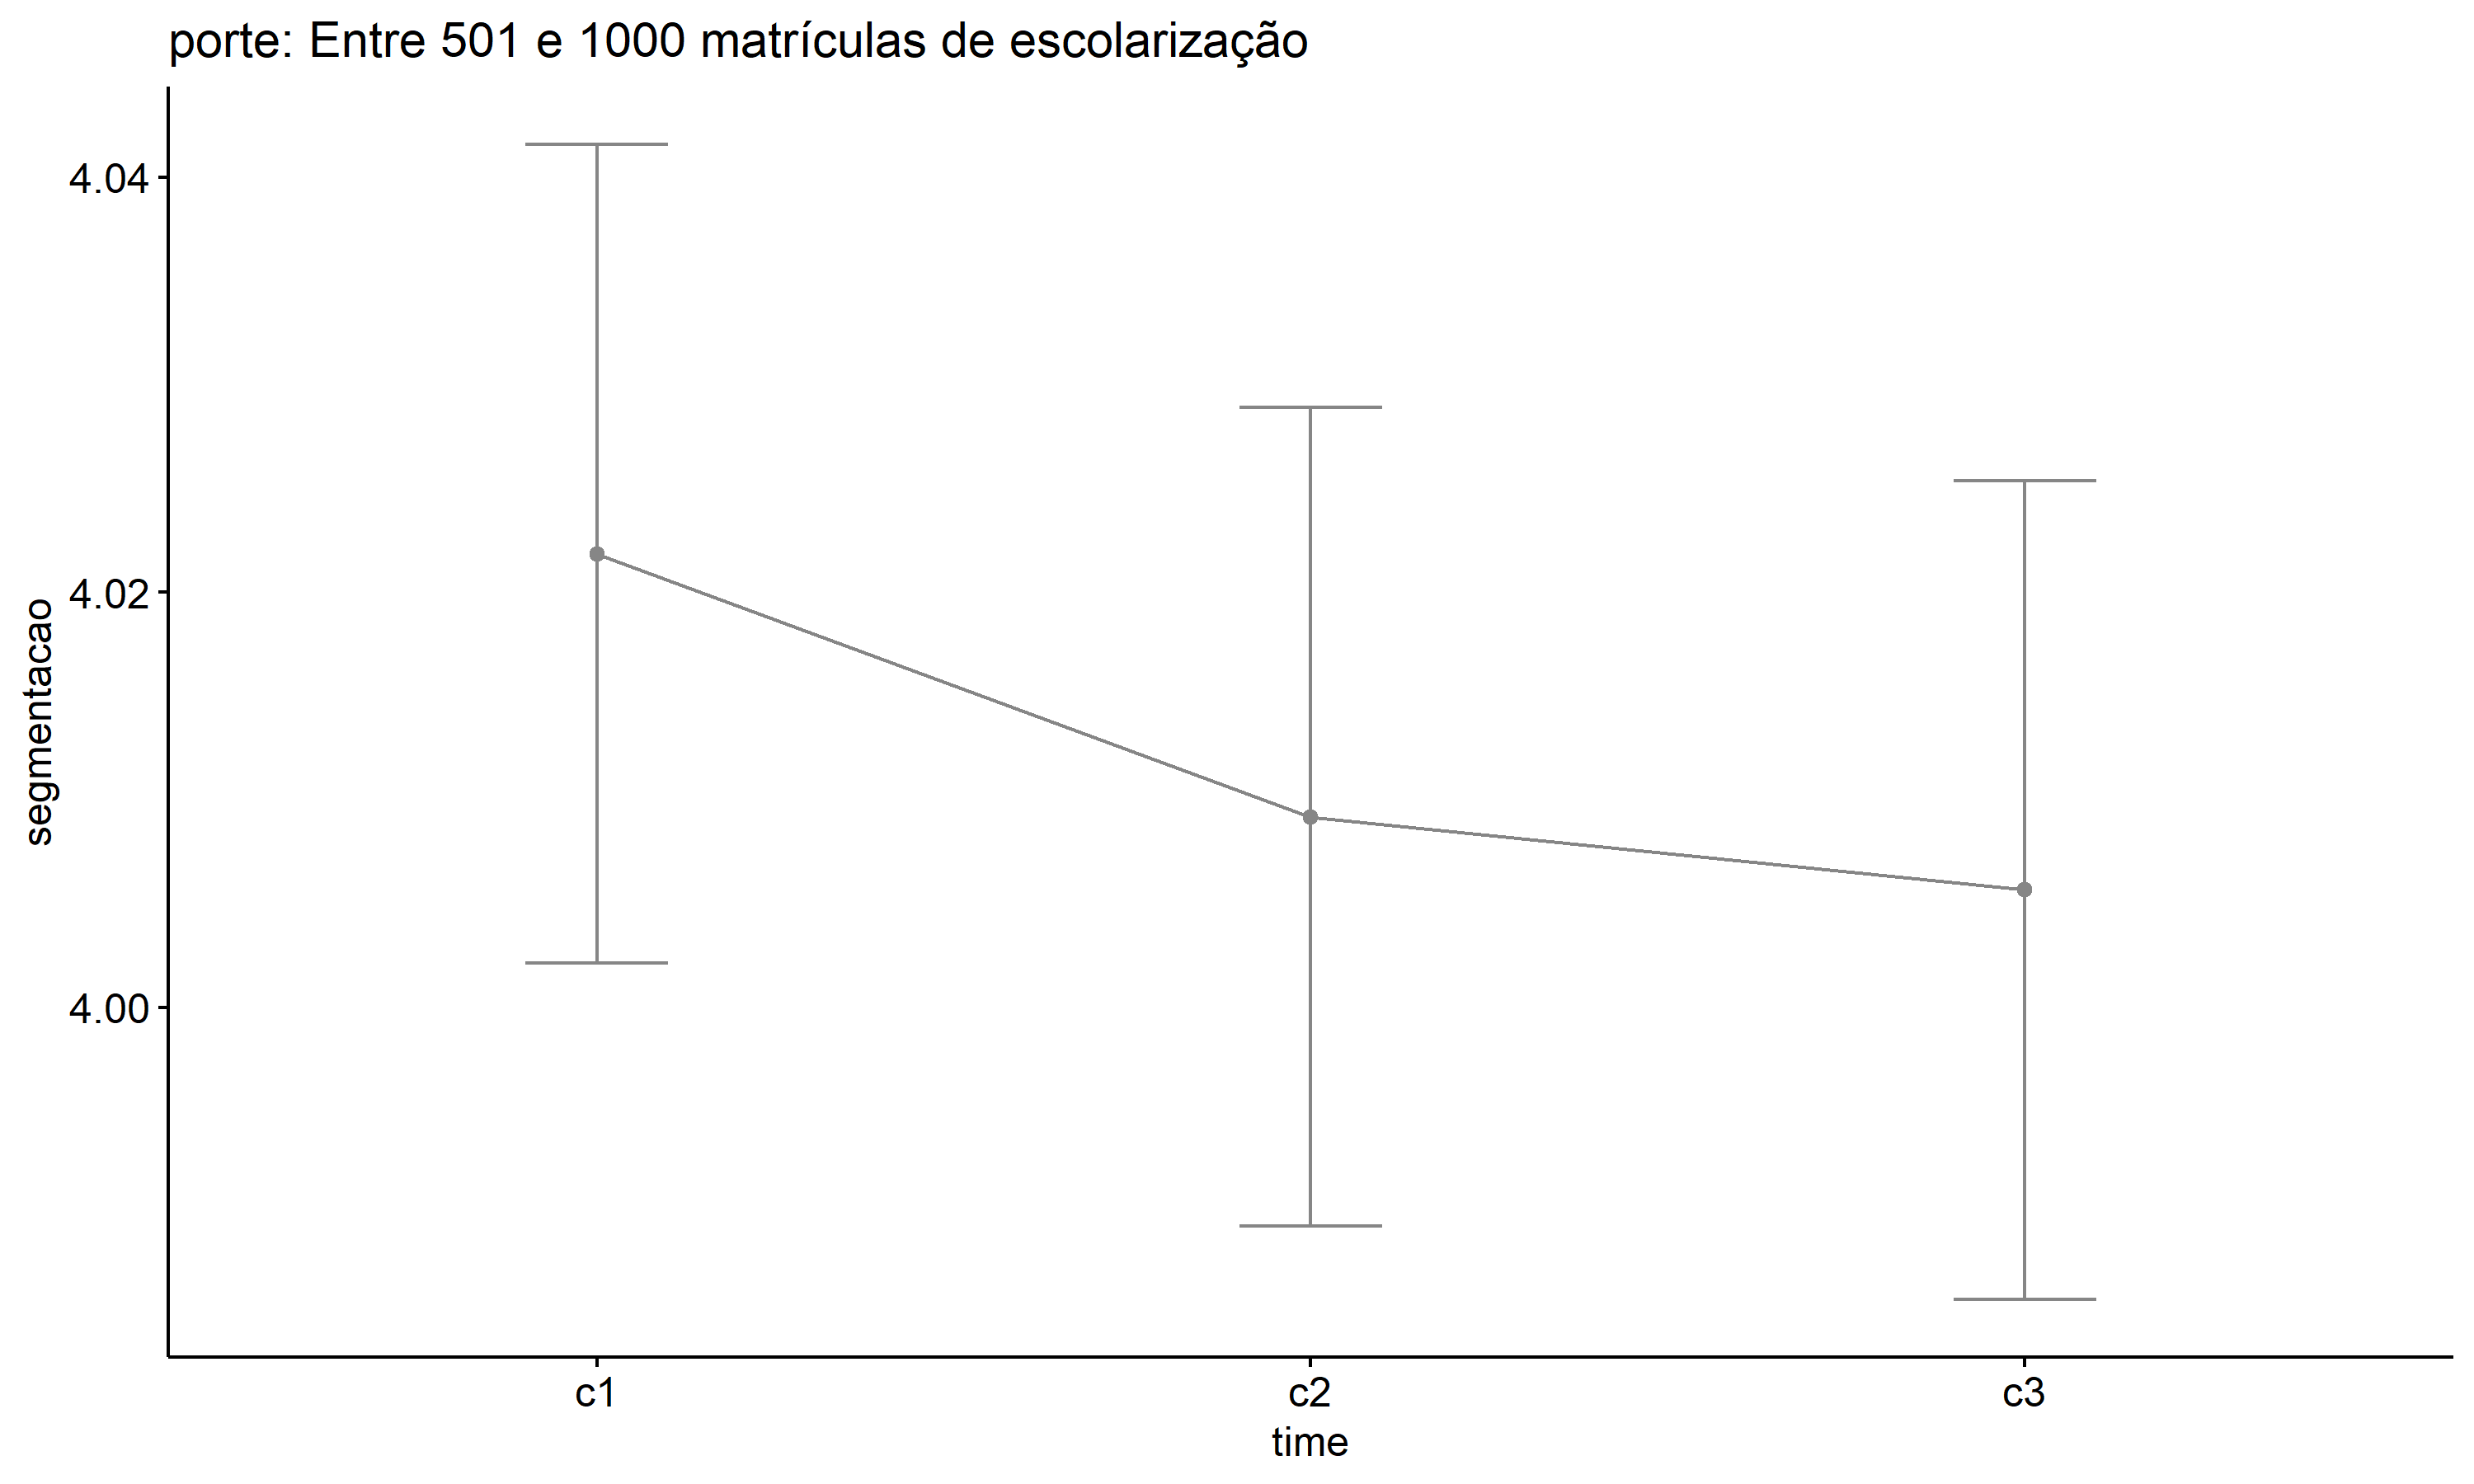 porte: Entre 501 e 1000 matrículas de escolarização
4.04
4.02
4.00
segmentacao
c1
c2
c3
time